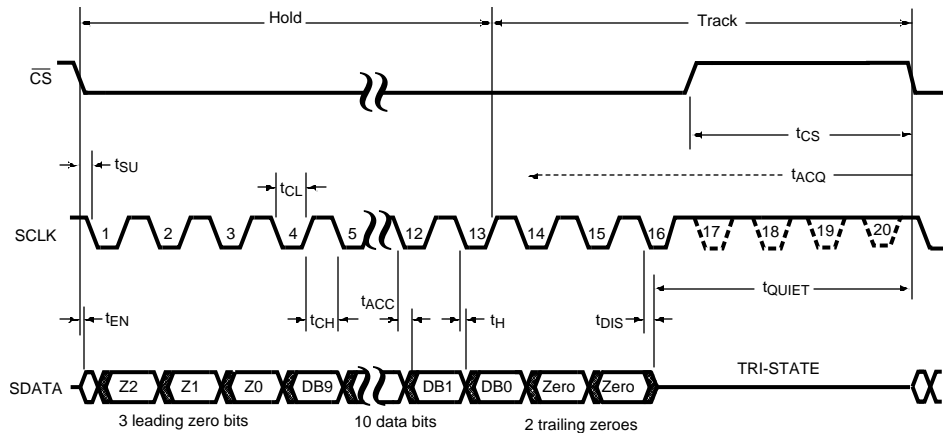 Hold
Track
CS
tCS
tSU
tCL
tACQ
SCLK
1 2 3 4 5 12 13 14 15 16 17 18 19 20
tQUIET
tACC
tEN
tCH
tH
tDIS
TRI-STATE
SDATA
Z2 Z1 Z0 DB9 DB1 DB0 Zero Zero
3 leading zero bits
10 data bits
2 trailing zeroes